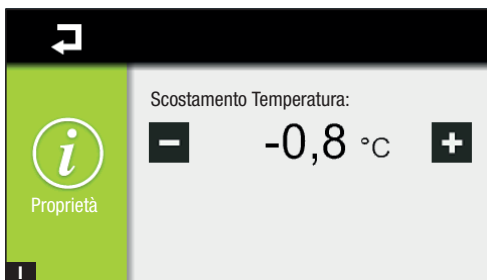 Scostamento Temperatura:
- -0,8 °C +
i
Proprietà